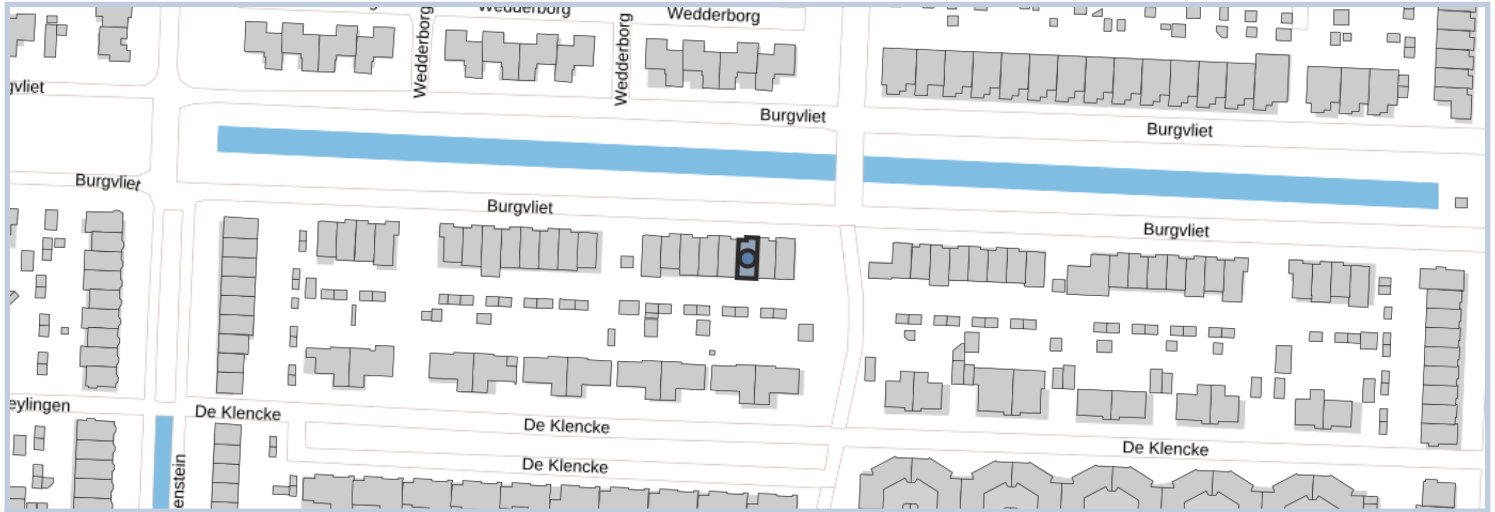 Wedderborg
Wedderborg
Wedderborg
Wedderborg
gvliet
Burgvliet
Burgvliet
Burgvliet
Burgvliet
Burgvliet
eylingen
De Klencke
De Klencke
De Klencke
De Klencke
enstein